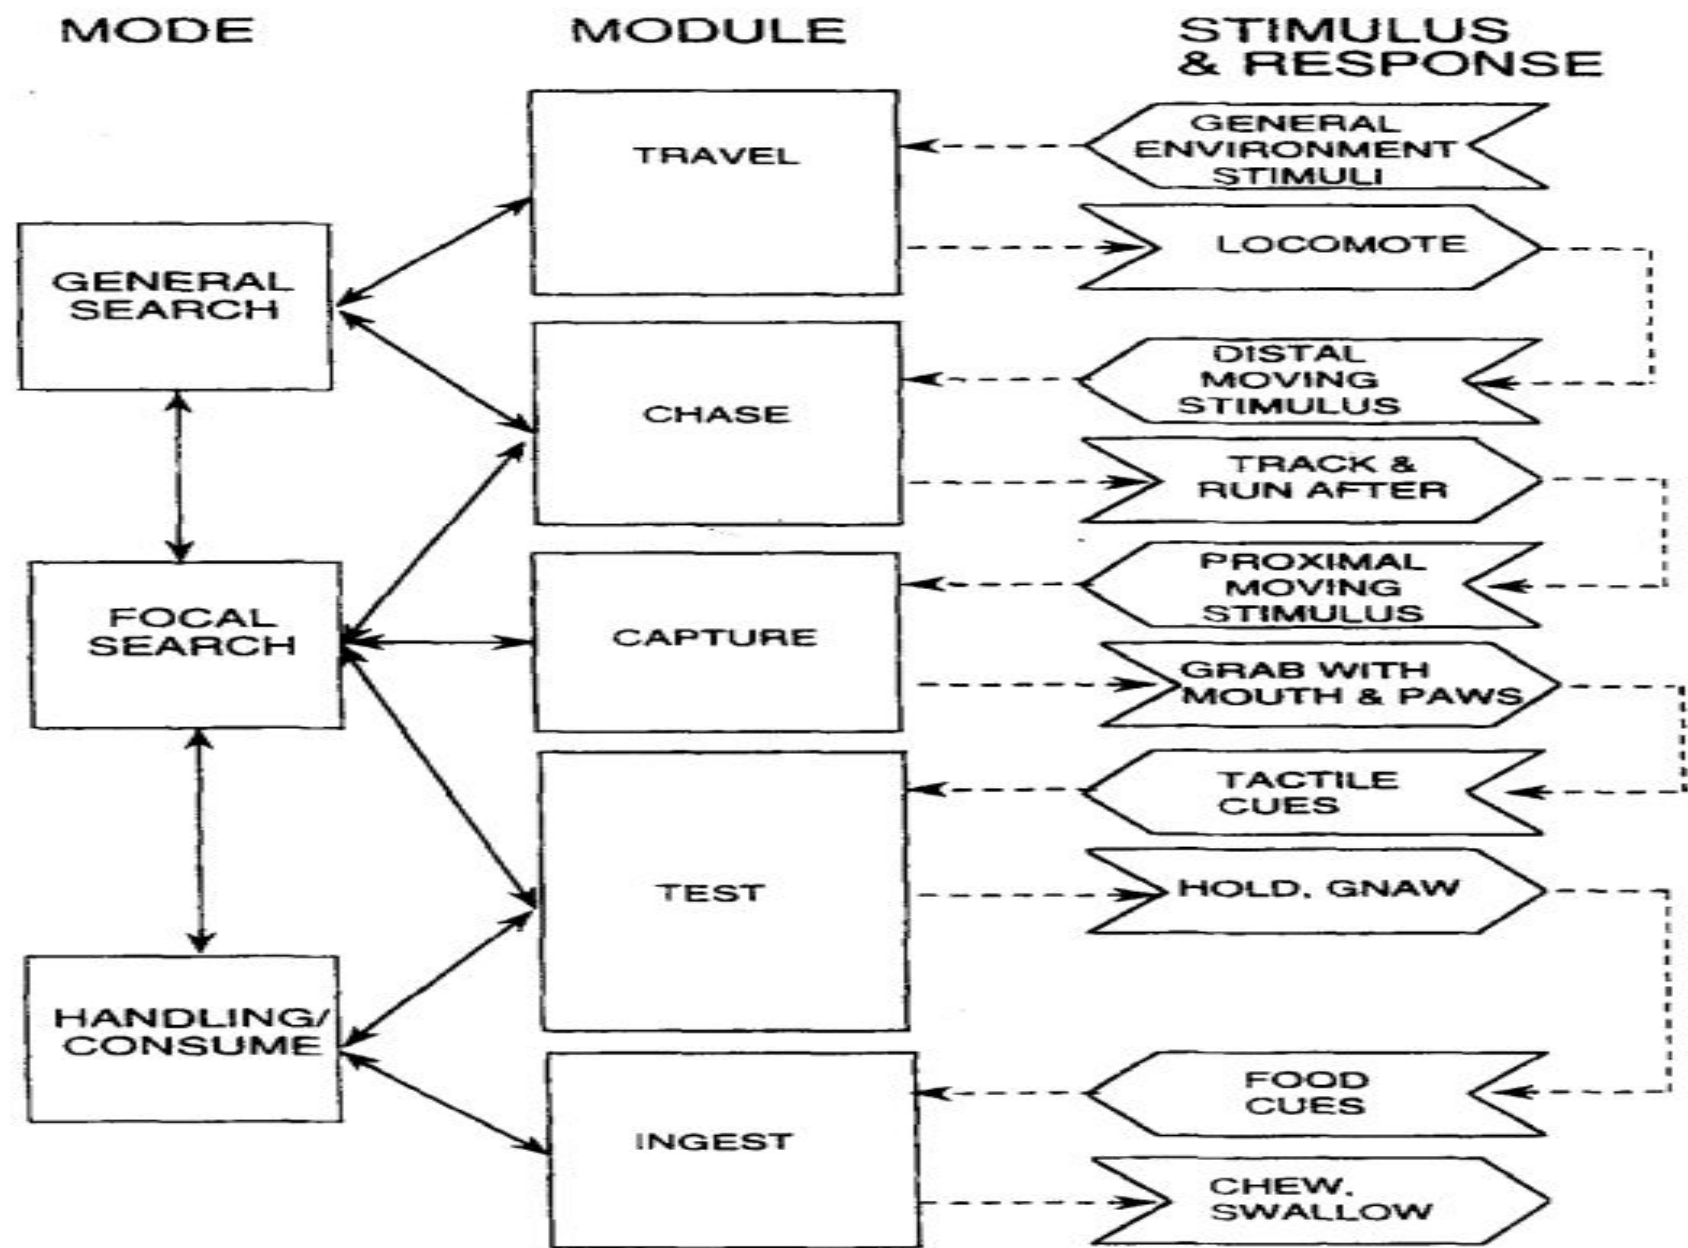 MODE
MODULE
STIMULUS
& RESPONSE
GENERAL
SEARCH
FOCAL
SEARCH
HANDLING/
CONSUME
TRAVEL
CHASE
CAPTURE
TEST
INGEST
GENERAL
ENVIRONMENT
STIMULI
LOCOMOTE
DISTAL
MOVING
STIMULUS
TRACK &
RUN AFTER
PROXIMAL
MOVING
STIMULUS
GRAB WITH
MOUTH & PAWS
TACTILE
CUES
HOLD, GNAW
FOOD
CUES
CHEW,
SWALLOW